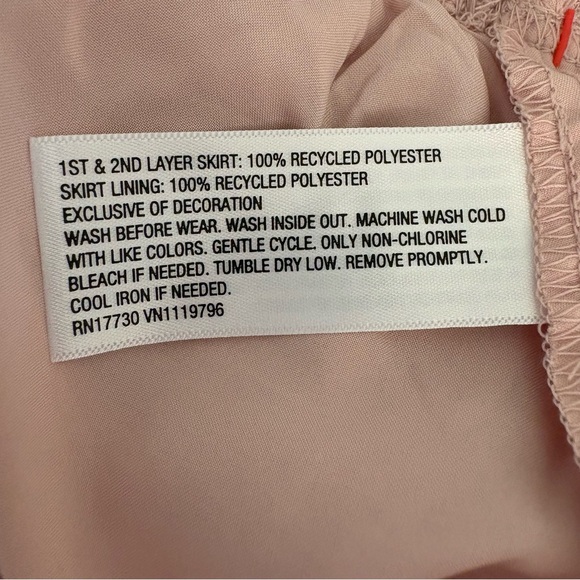 1ST & 2ND LAYER SKIRT: 100% RECYCLED POLYESTER
SKIRT LINING: 100% RECYCLED POLYESTER
EXCLUSIVE OF DECORATION
WASH BEFORE WEAR. WASH INSIDE OUT. MACHINE WASH COLD
WITH LIKE COLORS. GENTLE CYCLE. ONLY NON-CHLORINE
BLEACH IF NEEDED. TUMBLE DRY LOW. REMOVE PROMPTLY.
COOL IRON IF NEEDED.
RN17730 VN1119796